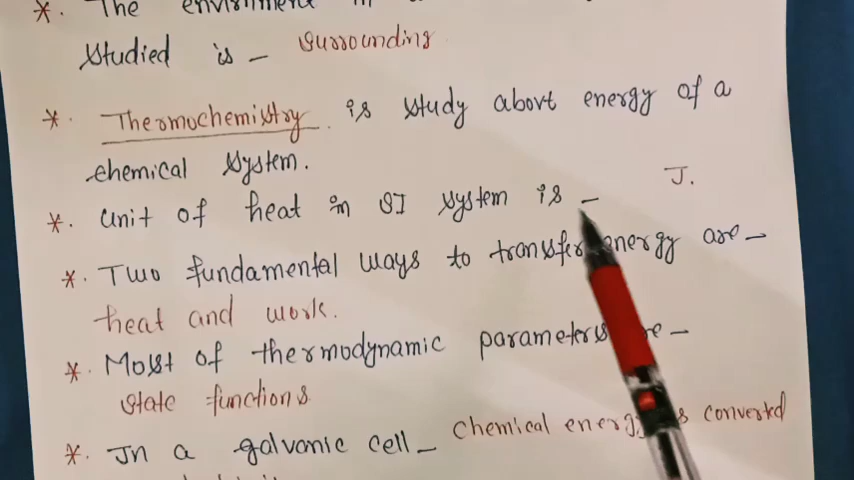 *. The
studied is - surrounding
*. Thermochemistry is study about energy of a
chemical system.
*. unit of heat in SI system is - J.
*. Two fundamental ways to transfer energy are -
heat and work.
*. Most of thermodynamic parameters are -
state functions
*. In a galvanic cell - chemical energy is converted